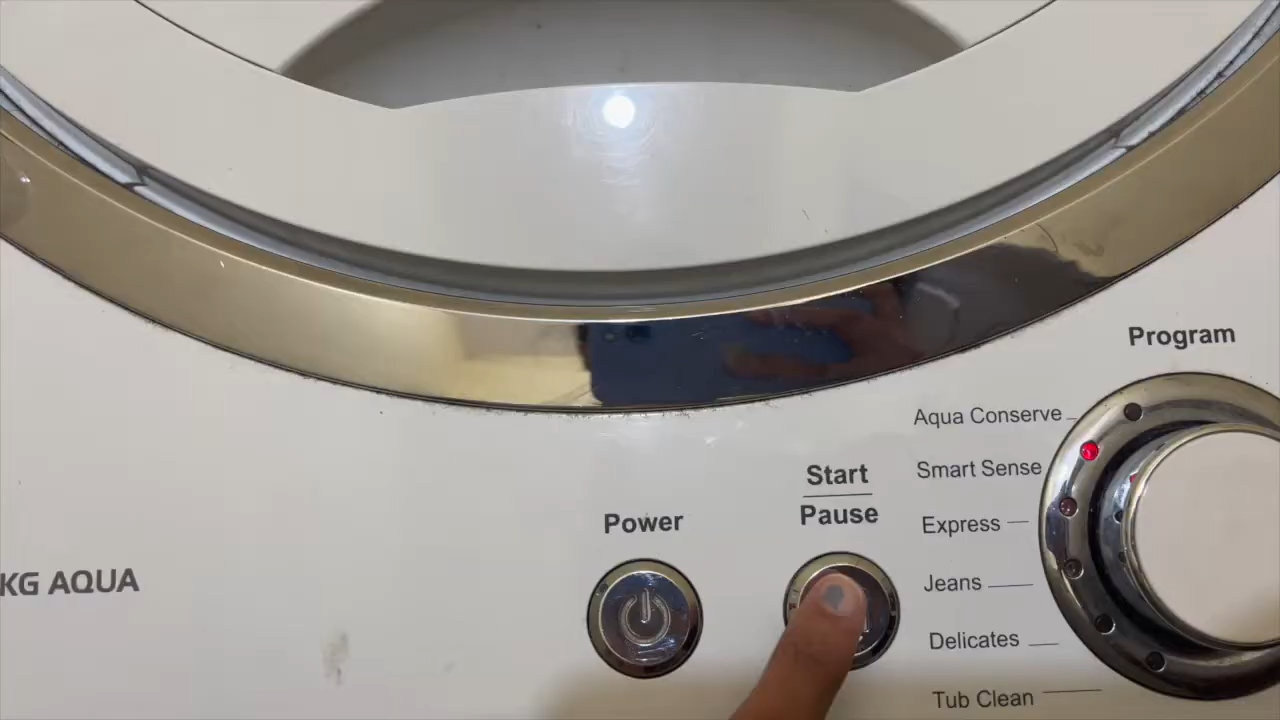 Program
Aqua Conserve
Smart Sense
Express
Jeans
Delicates
Tub Clean
Start
Pause
Power
KG AQUA